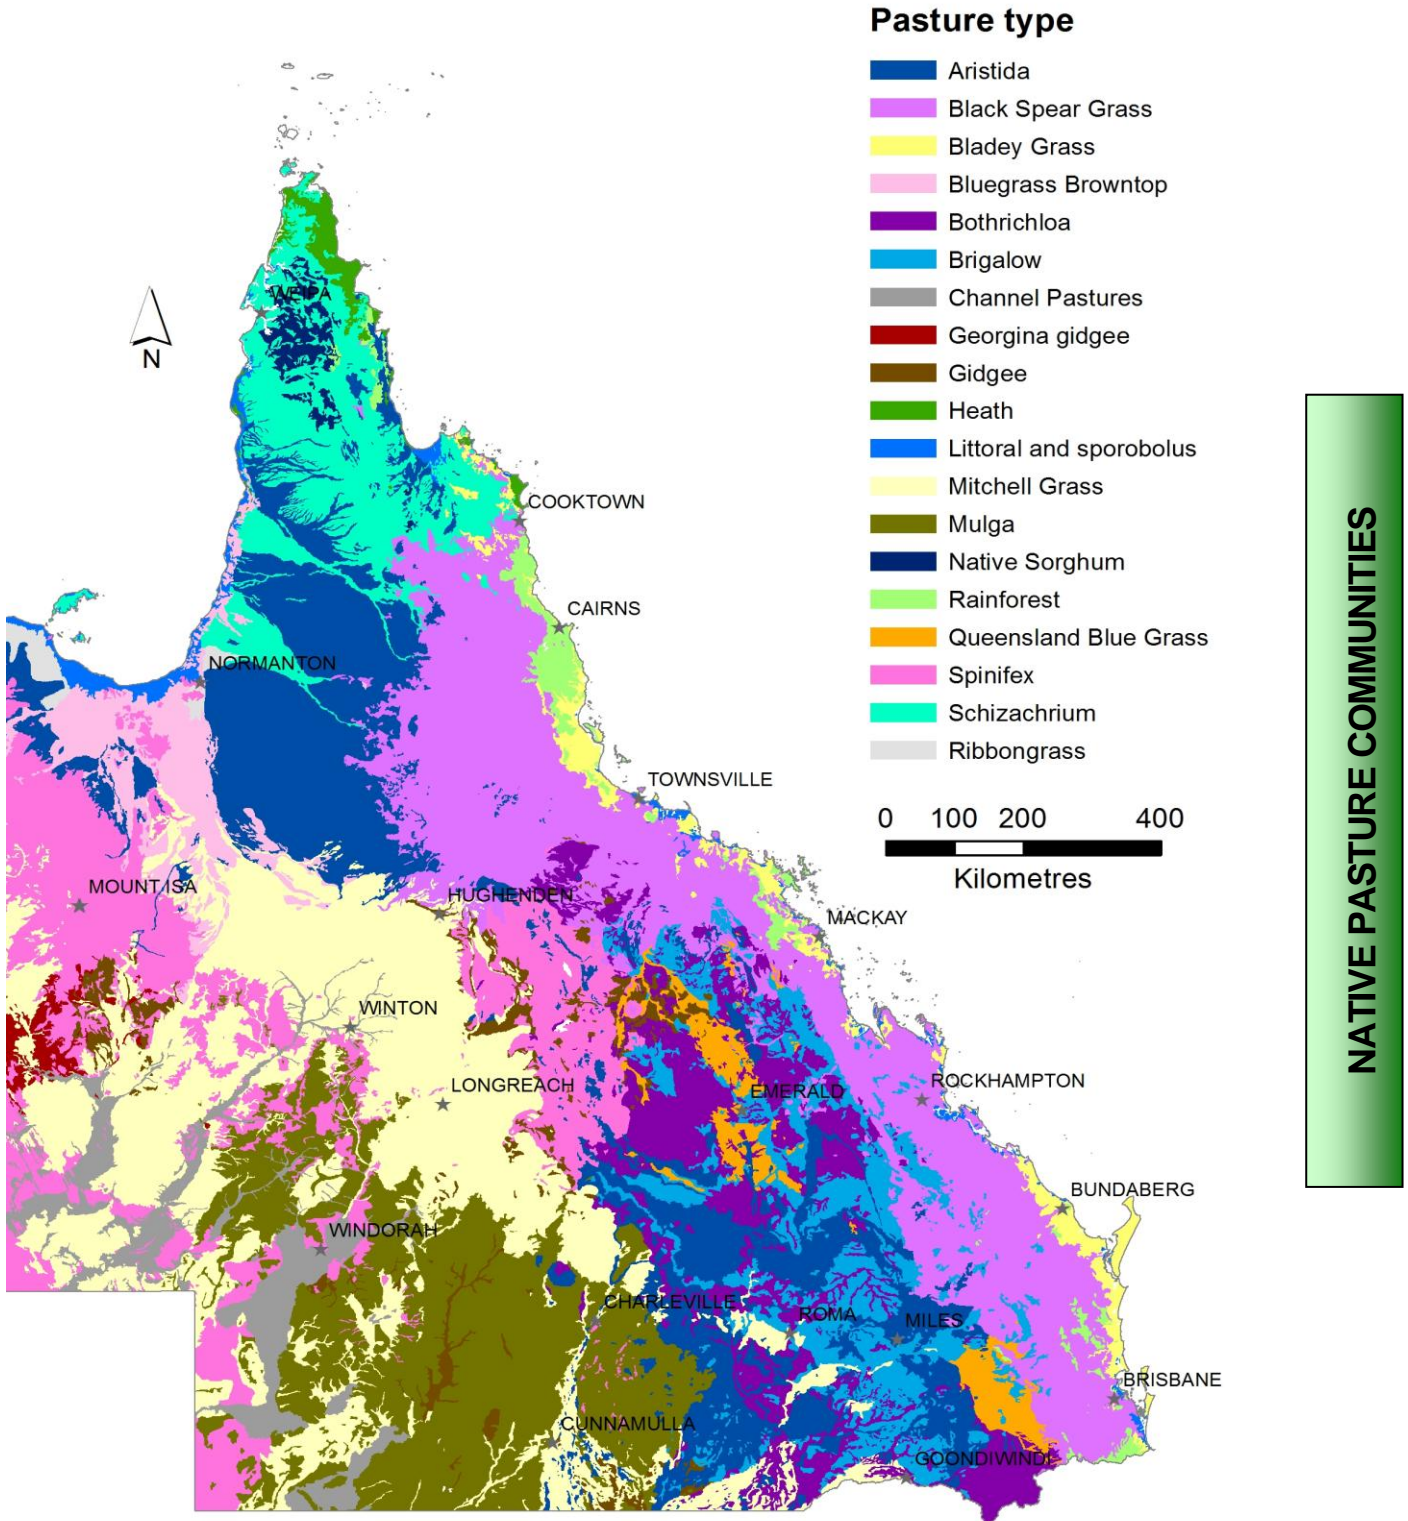 Pasture type
Aristida
Black Spear Grass
Bladey Grass
Bluegrass Browntop
Bothrichloa
Brigalow
Channel Pastures
Georgina gidgee
Gidgee
Heath
Littoral and sporobolus
Mitchell Grass
Mulga
Native Sorghum
Rainforest
Queensland Blue Grass
Spinifex
Schizachrium
Ribbongrass
0 100 200 400
Kilometres
N
WEIPA
COOKTOWN
CAIRNS
NORMANTON
TOWNSVILLE
MOUNT ISA
HUGHENDEN
MACKAY
WINTON
LONGREACH
EMERALD
ROCKHAMPTON
BUNDABERG
WINDORAH
CHARLEVILLE
ROMA
MILES
BRISBANE
CUNNAMULLA
GOONDIWINDI
NATIVE PASTURE COMMUNITIES